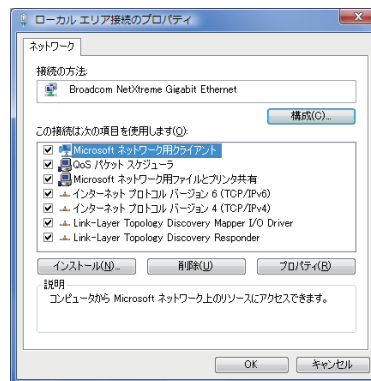 ローカル エリア接続のプロパティ
ネットワーク
接続の方法:
Broadcom NetXtreme Gigabit Ethernet
構成(C)...
この接続は次の項目を使用します(O):
Microsoft ネットワーク用クライアント
QoS パケット スケジューラ
Microsoft ネットワーク用ファイルとプリンタ共有
インターネット プロトコル バージョン 6 (TCP/IPv6)
インターネット プロトコル バージョン 4 (TCP/IPv4)
Link-Layer Topology Discovery Mapper I/O Driver
Link-Layer Topology Discovery Responder
インストール(N)... 削除(U) プロパティ(R)
説明
コンピュータから Microsoft ネットワーク上のリソースにアクセスできます。
OK キャンセル